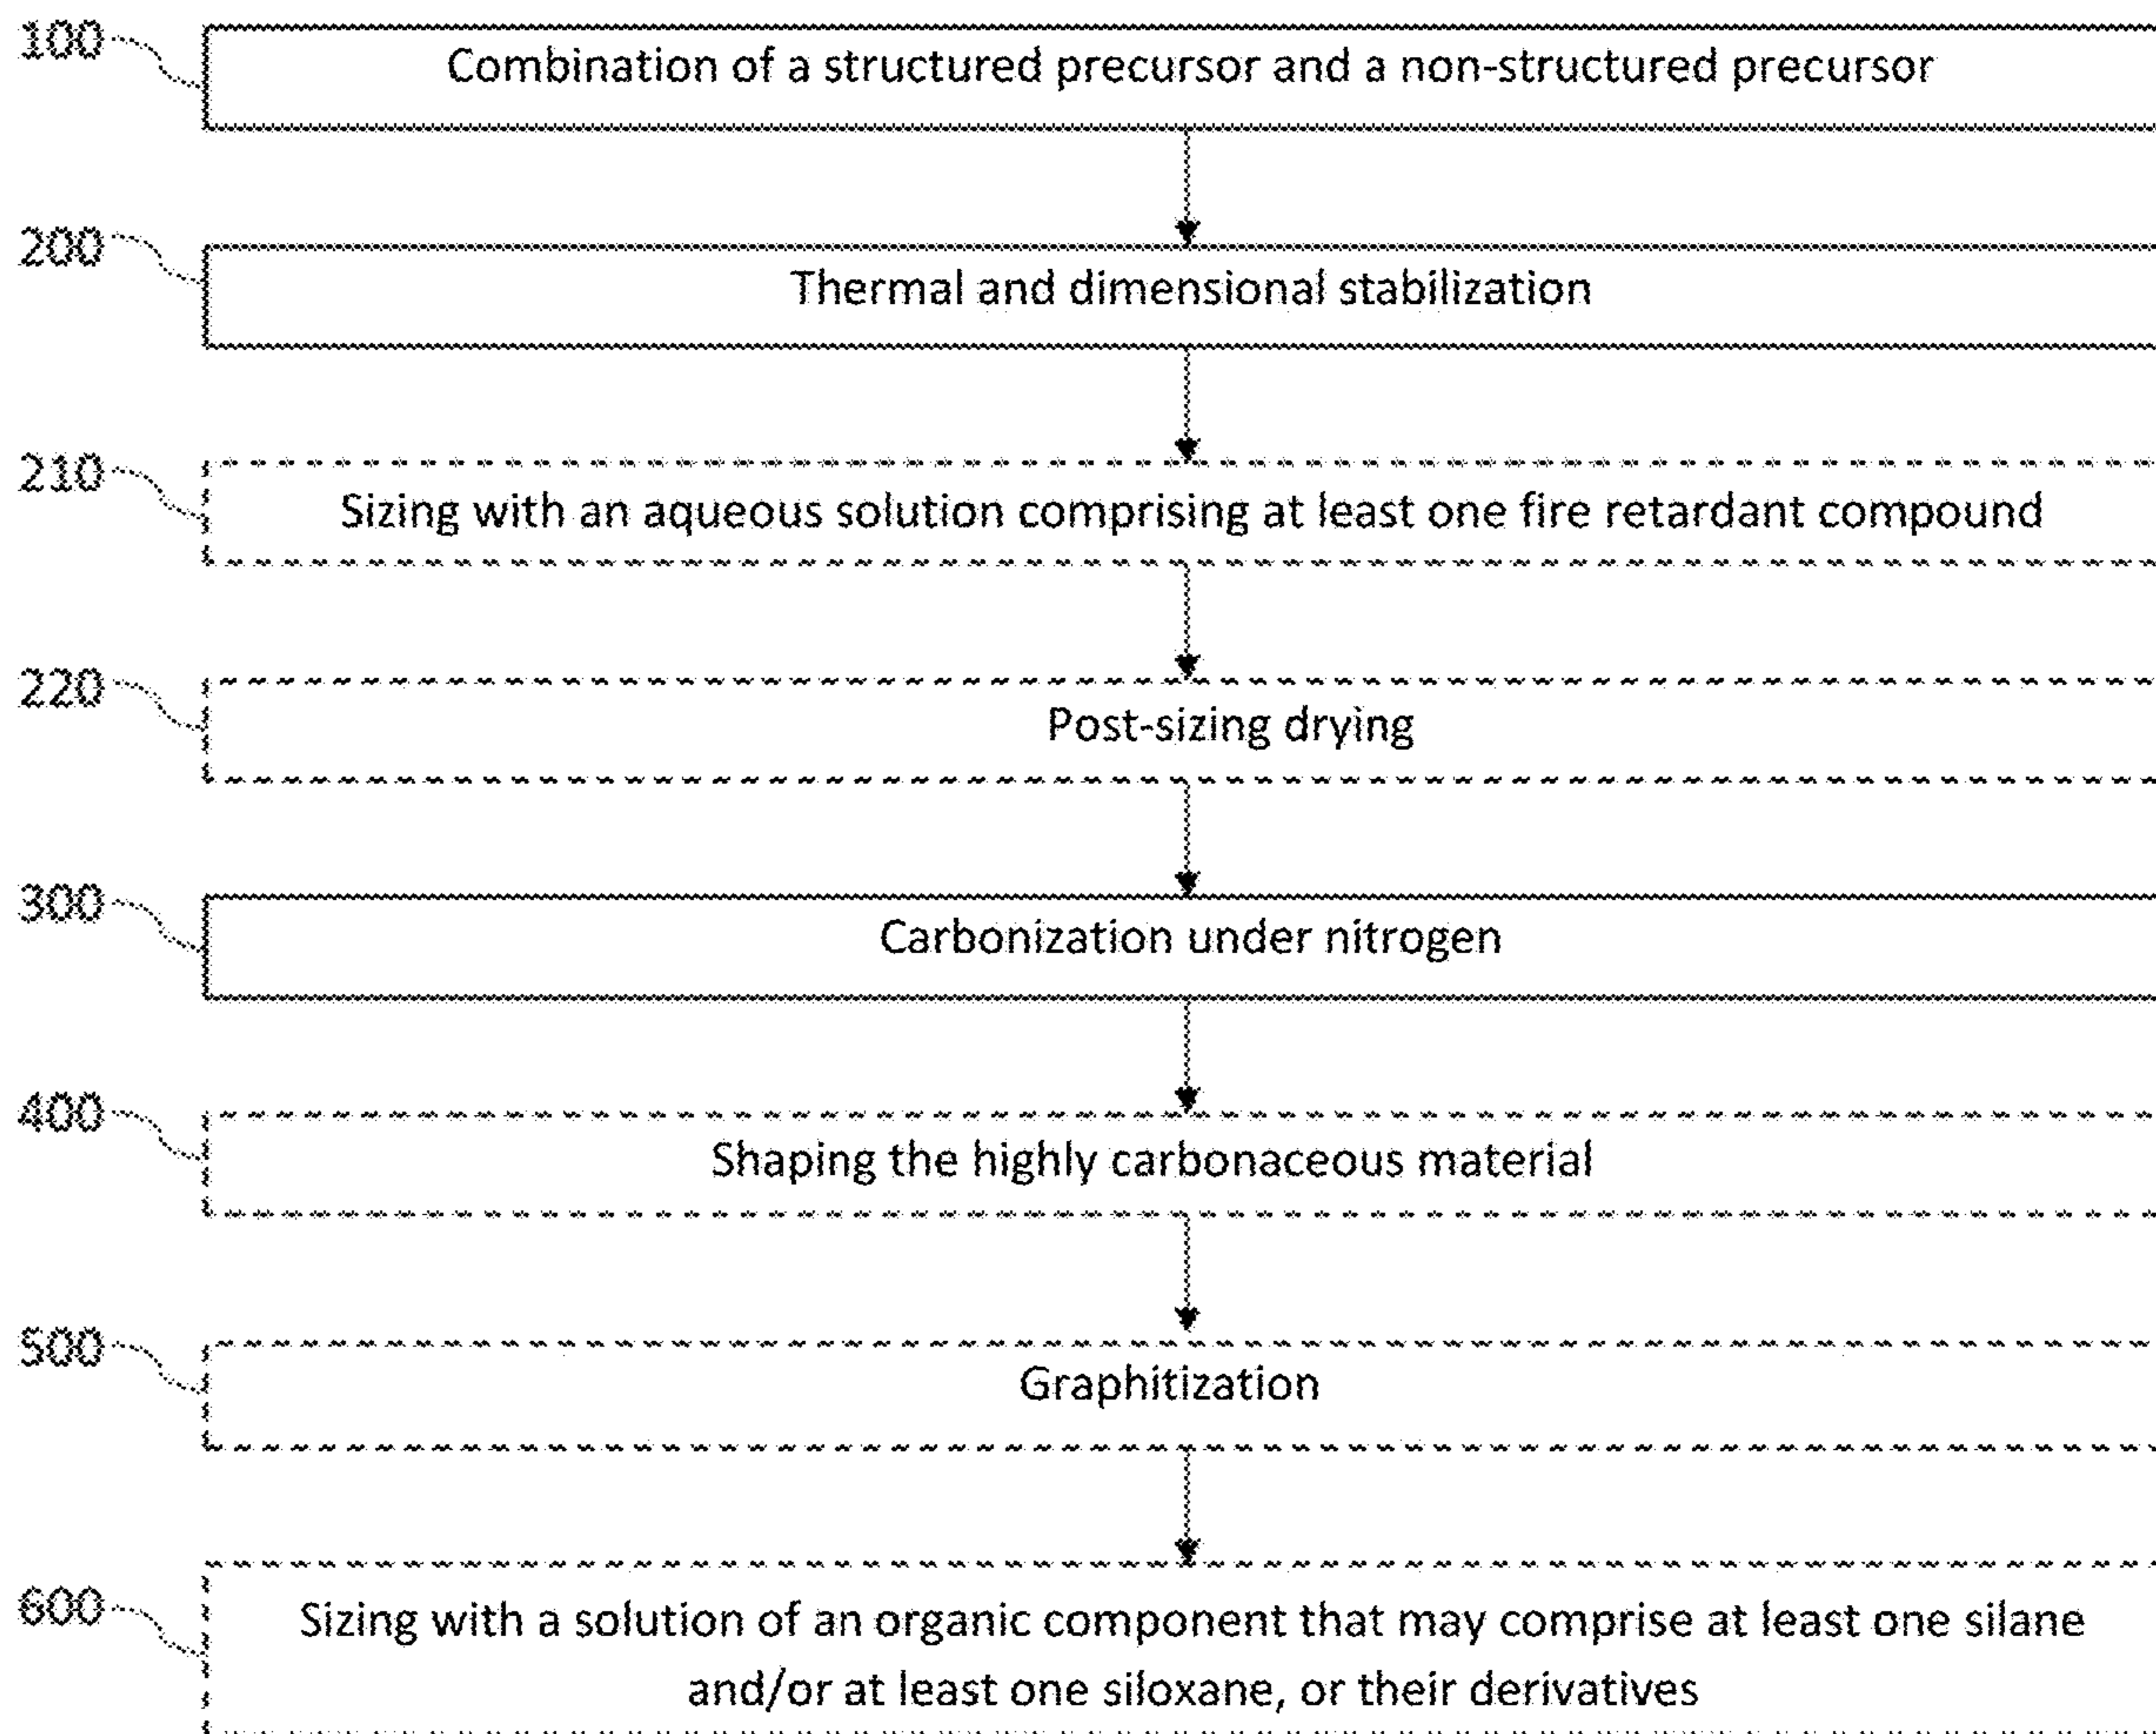 100
Combination of a structured precursor and a non-structured precursor
200
Thermal and dimensional stabilization
210
Sizing with an aqueous solution comprising at least one fire retardant compound
220
Post-sizing drying
300
Carbonization under nitrogen
400
Shaping the highly carbonaceous material
500
Graphitization
600
Sizing with a solution of an organic component that may comprise at least one silane
and/or at least one siloxane, or their derivatives